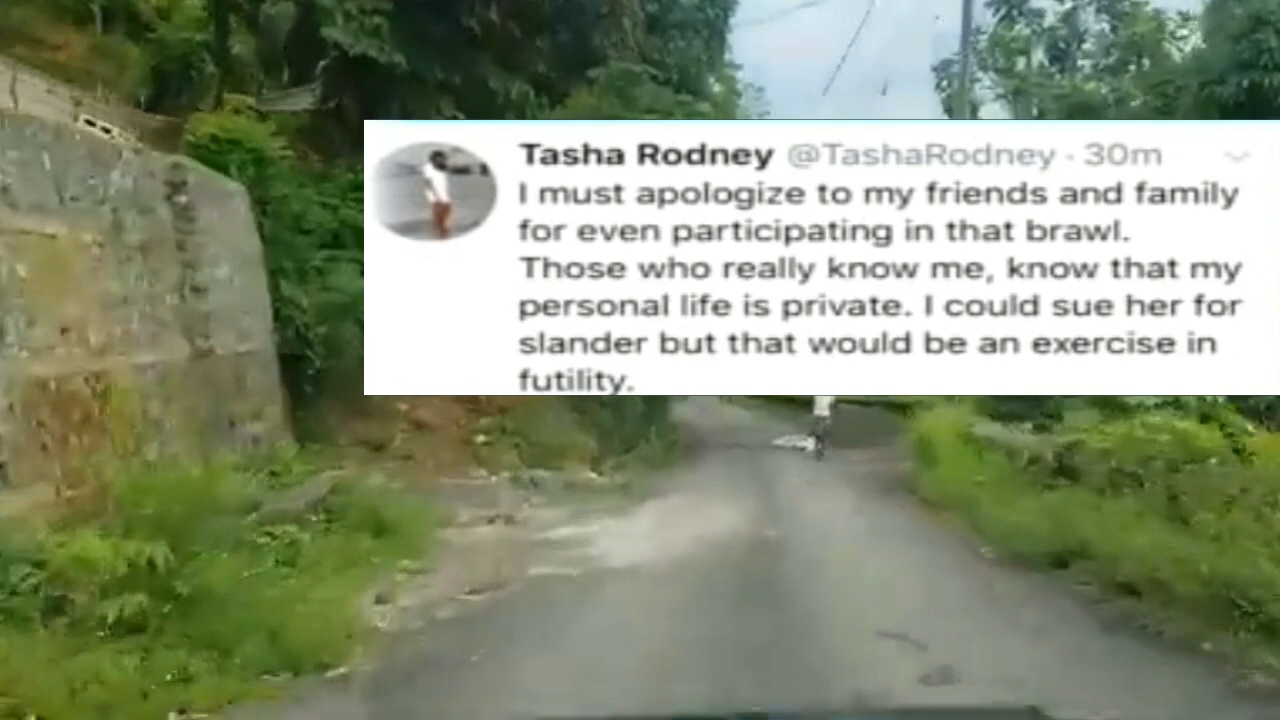 Tasha Rodney @TashaRodney · 30m
I must apologize to my friends and family
for even participating in that brawl.
Those who really know me, know that my
personal life is private. I could sue her for
slander but that would be an exercise in
futility.